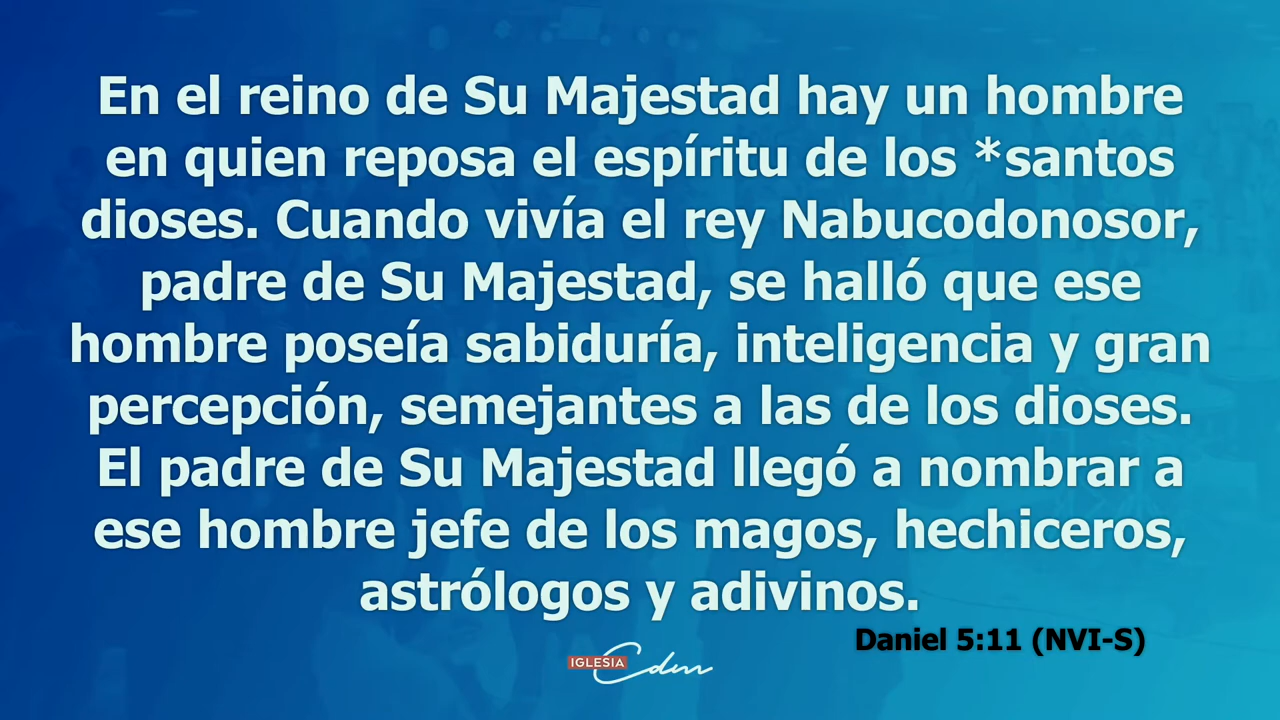 En el reino de Su Majestad hay un hombre
en quien reposa el espíritu de los *santos
dioses. Cuando vivía el rey Nabucodonosor,
padre de Su Majestad, se halló que ese
hombre poseía sabiduría, inteligencia y gran
percepción, semejantes a las de los dioses.
El padre de Su Majestad llegó a nombrar a
ese hombre jefe de los magos, hechiceros,
astrólogos y adivinos.
Daniel 5:11 (NVI-S)
IGLESIA Cdm